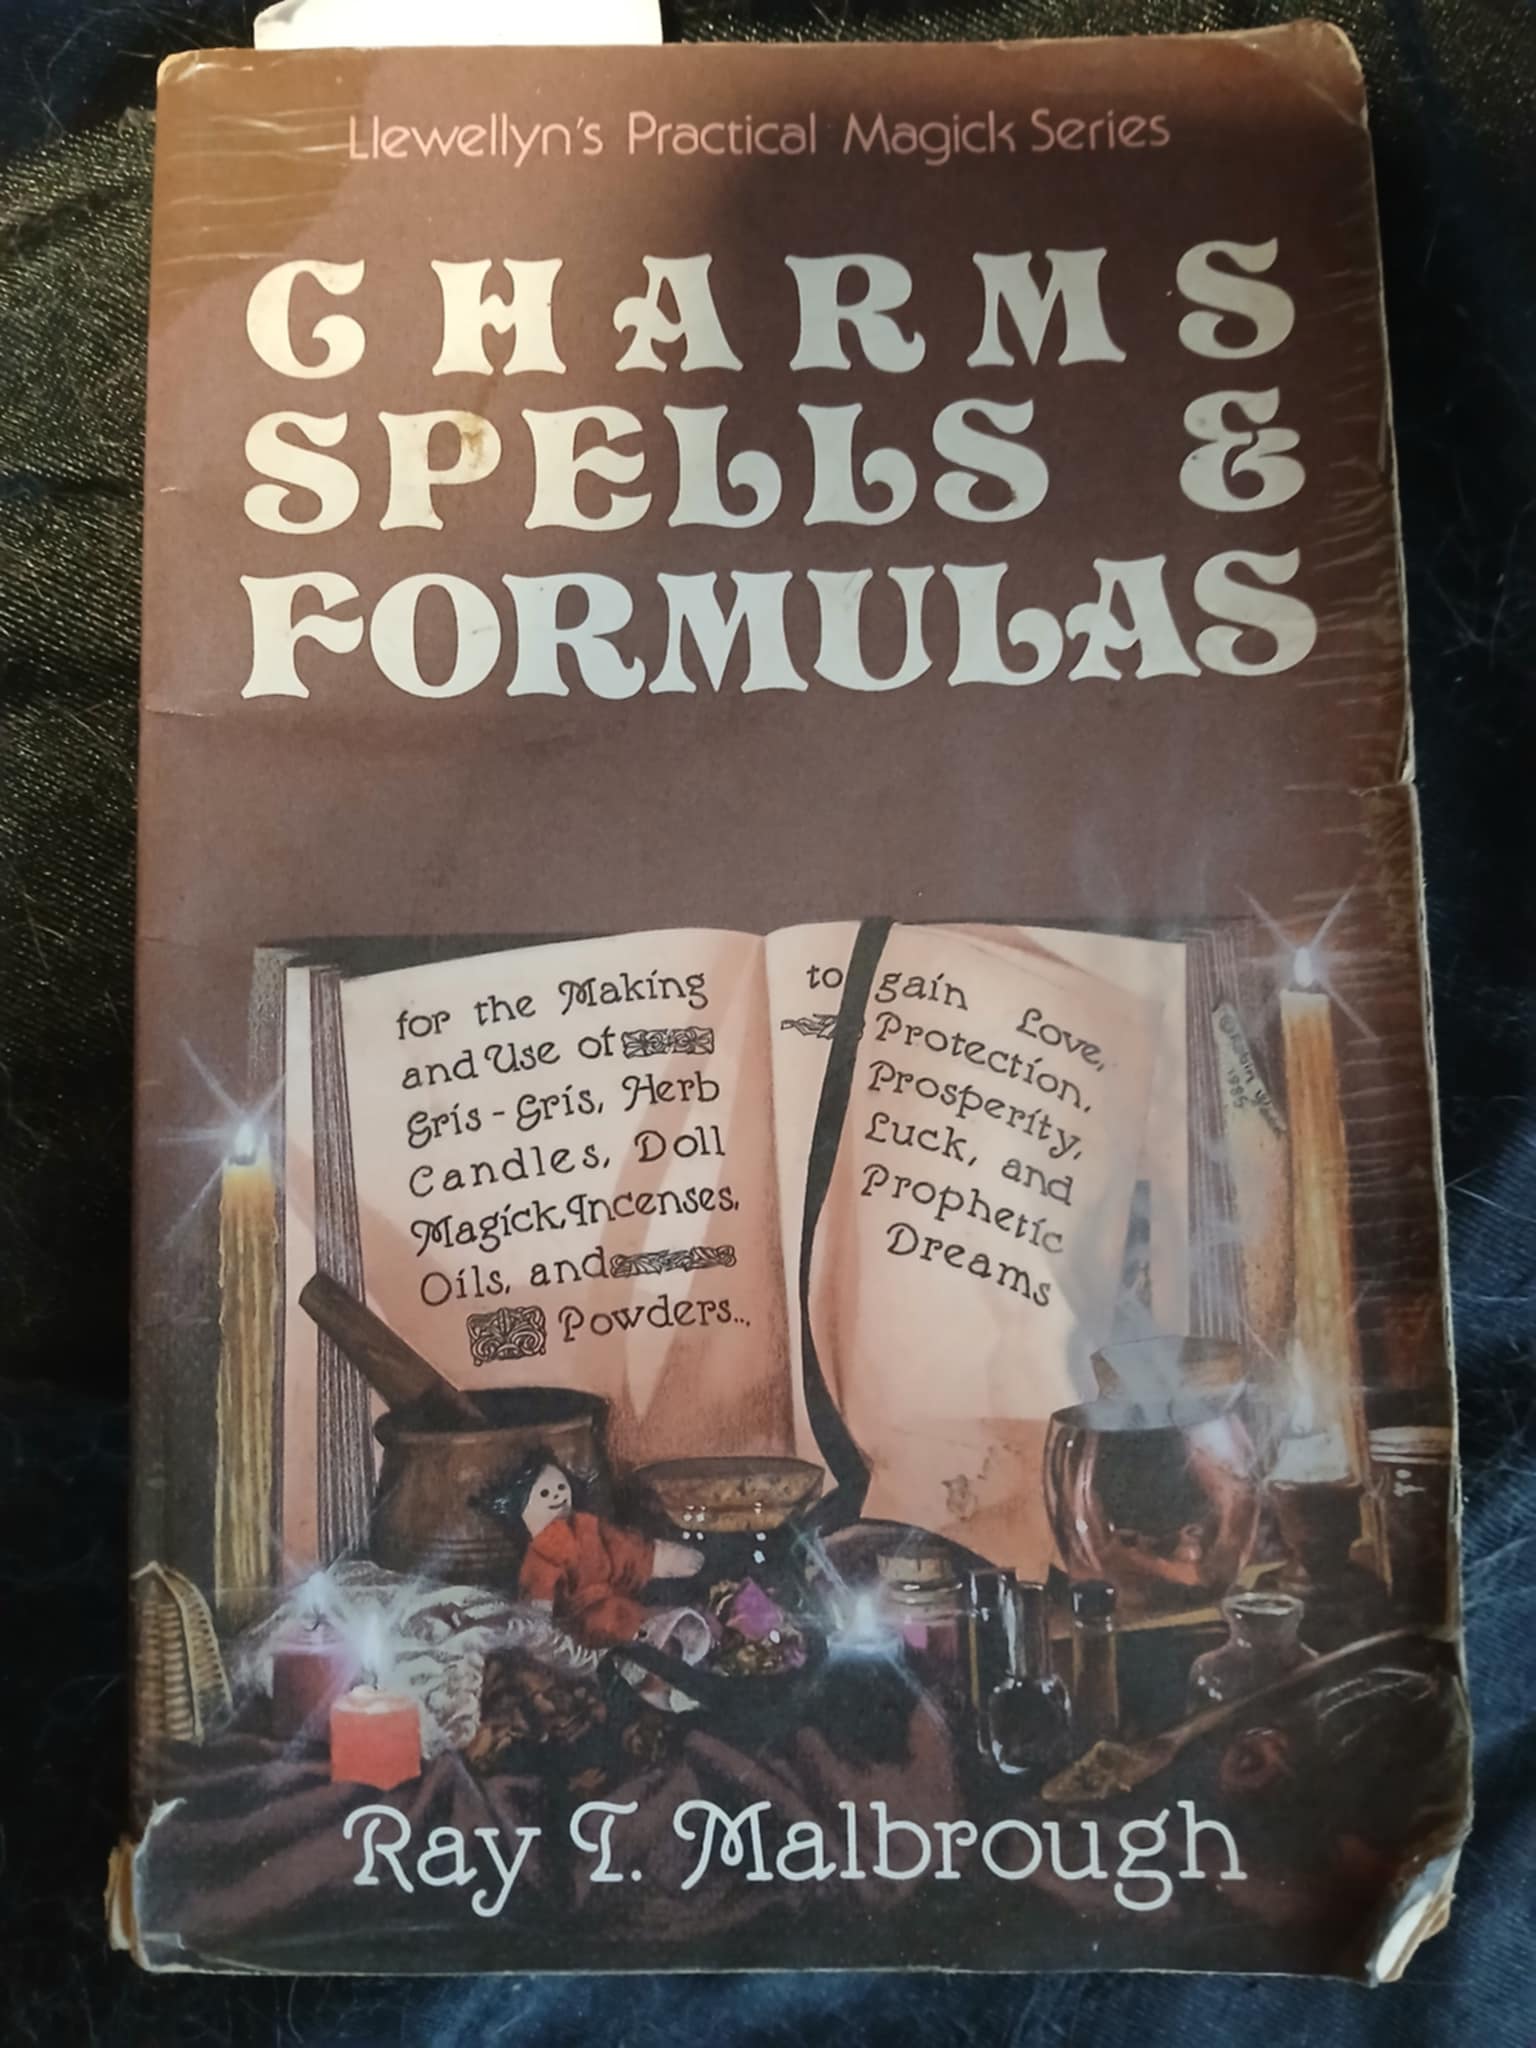 Llewellyn's Practical Magick Series
CHARMS
SPELLS &
FORMULAS
for the Making
and Use of
Gris-Gris, Herb
Candles, Doll
Magick, Incenses,
Oils, and
Powders...
to gain Love,
Protection,
Prosperity,
Luck, and
Prophetic
Dreams
1985
Ray T. Malbrough